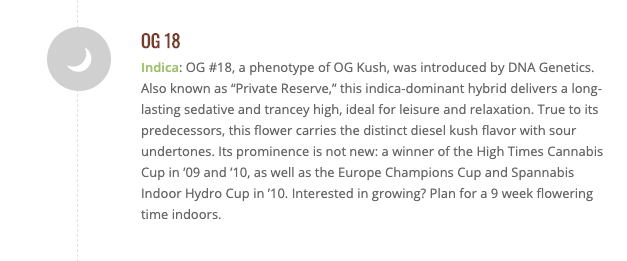 OG 18
Indica: OG #18, a phenotype of OG Kush, was introduced by DNA Genetics.
Also known as “Private Reserve,” this indica-dominant hybrid delivers a long-
lasting sedative and trancey high, ideal for leisure and relaxation. True to its
predecessors, this flower carries the distinct diesel kush flavor with sour
undertones. Its prominence is not new: a winner of the High Times Cannabis
Cup in ’09 and ’10, as well as the Europe Champions Cup and Spannabis
Indoor Hydro Cup in ’10. Interested in growing? Plan for a 9 week flowering
time indoors.